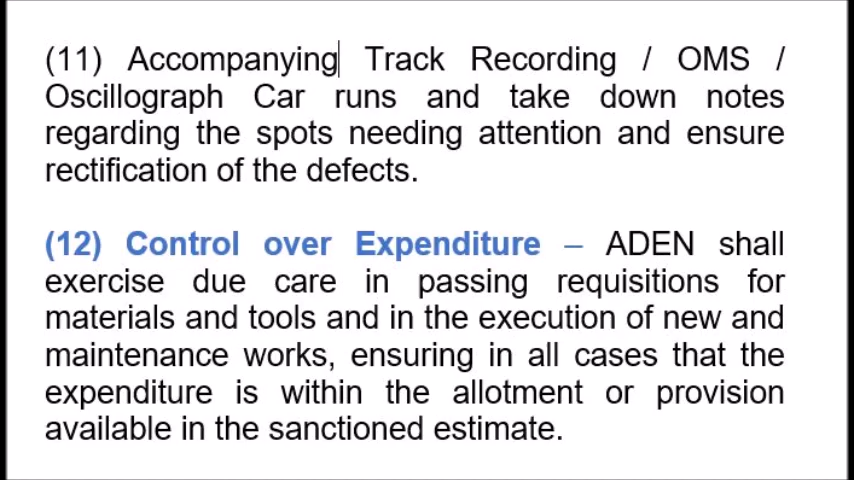 (11) Accompanying Track Recording / OMS /
Oscillograph Car runs and take down notes
regarding the spots needing attention and ensure
rectification of the defects.
(12) Control over Expenditure – ADEN shall
exercise due care in passing requisitions for
materials and tools and in the execution of new and
maintenance works, ensuring in all cases that the
expenditure is within the allotment or provision
available in the sanctioned estimate.